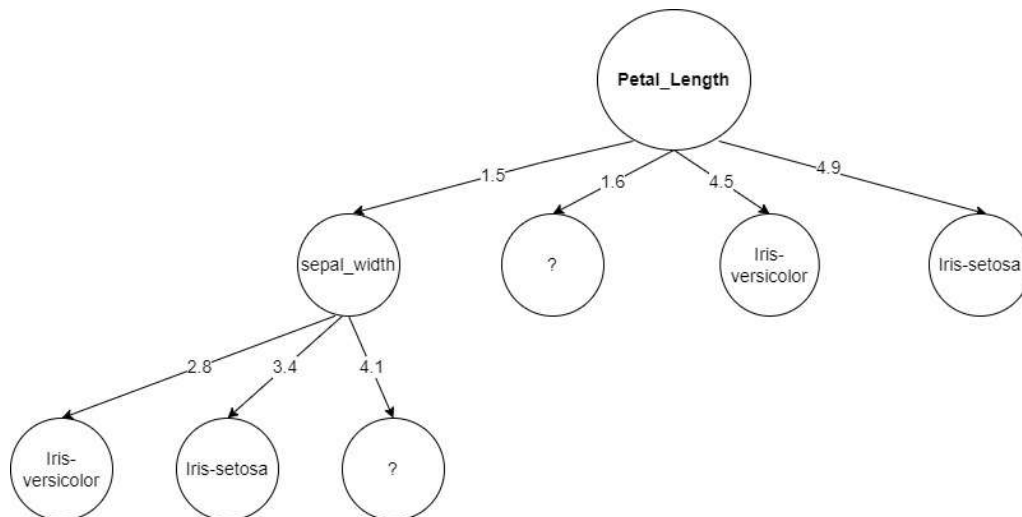 Petal_Length
1.5
1.6
4.5
4.9
sepal_width
?
Iris-
versicolor
Iris-setosa
2.8
3.4
4.1
Iris-
versicolor
Iris-setosa
?